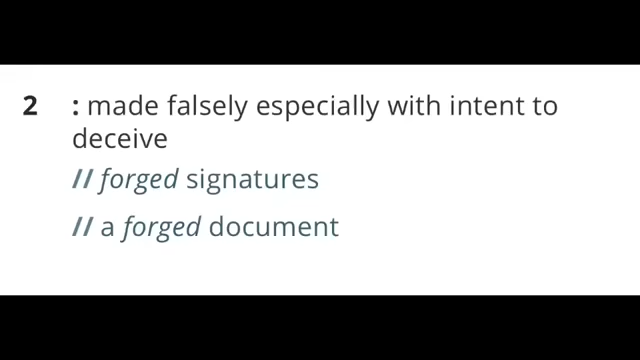 2 : made falsely especially with intent to
deceive
// forged signatures
// a forged document